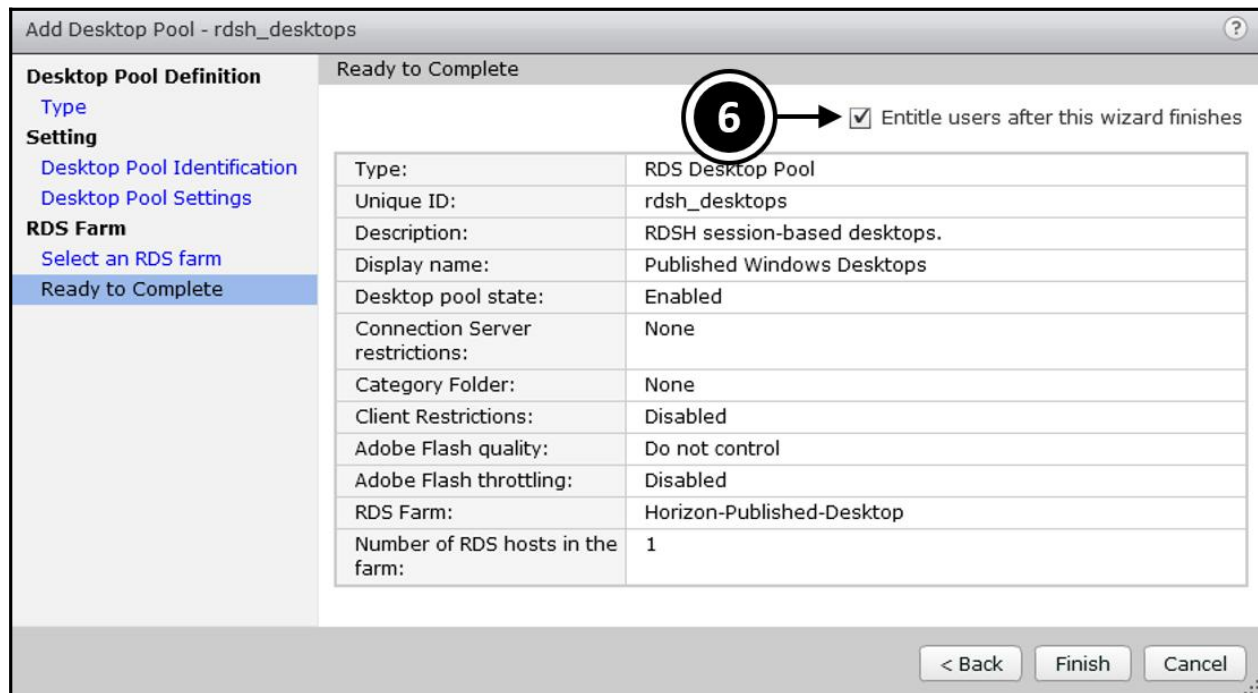 Add Desktop Pool - rdsh_desktops
?
Desktop Pool Definition
Type
Setting
Desktop Pool Identification
Desktop Pool Settings
RDS Farm
Select an RDS farm
Ready to Complete
Ready to Complete
6
Entitle users after this wizard finishes
Type: RDS Desktop Pool
Unique ID: rdsh_desktops
Description: RDSH session-based desktops.
Display name: Published Windows Desktops
Desktop pool state: Enabled
Connection Server None
restrictions:
Category Folder: None
Client Restrictions: Disabled
Adobe Flash quality: Do not control
Adobe Flash throttling: Disabled
RDS Farm: Horizon-Published-Desktop
Number of RDS hosts in the 1
farm:
< Back Finish Cancel